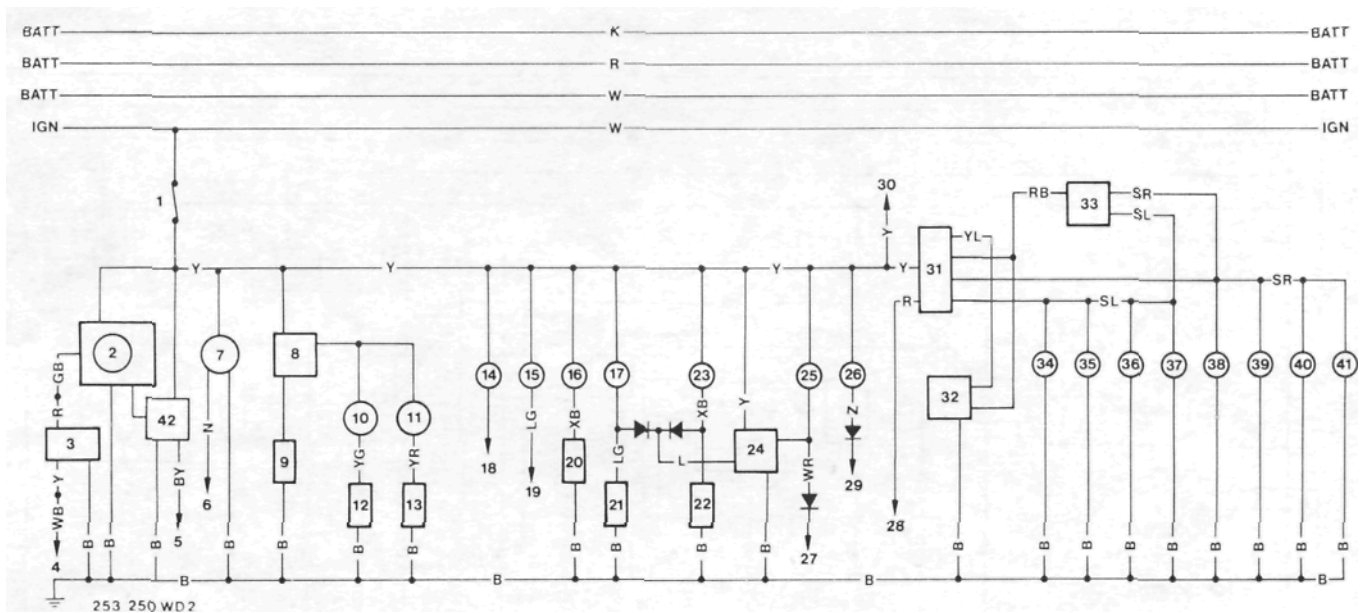 BATT K BATT
BATT R BATT
BATT W BATT
IGN W IGN
30
1 RB 33 SR
SL
Y
YL
Y Y Y Y 31
R SR
SL
2 7 8 14 15 16 17 23 25 26 34 35 36 37 38 39 40 41
GB
R
42 N 10 11 LG XB XB Y Z 32
3 9 YG YR 18 20 LG L 24 WR 29
Y BY 6 12 13 19 21 22 28
WB
B B B 5 B B B B B B B B 27 B B B B B B B B B
4
B B B B
253 250 WD2